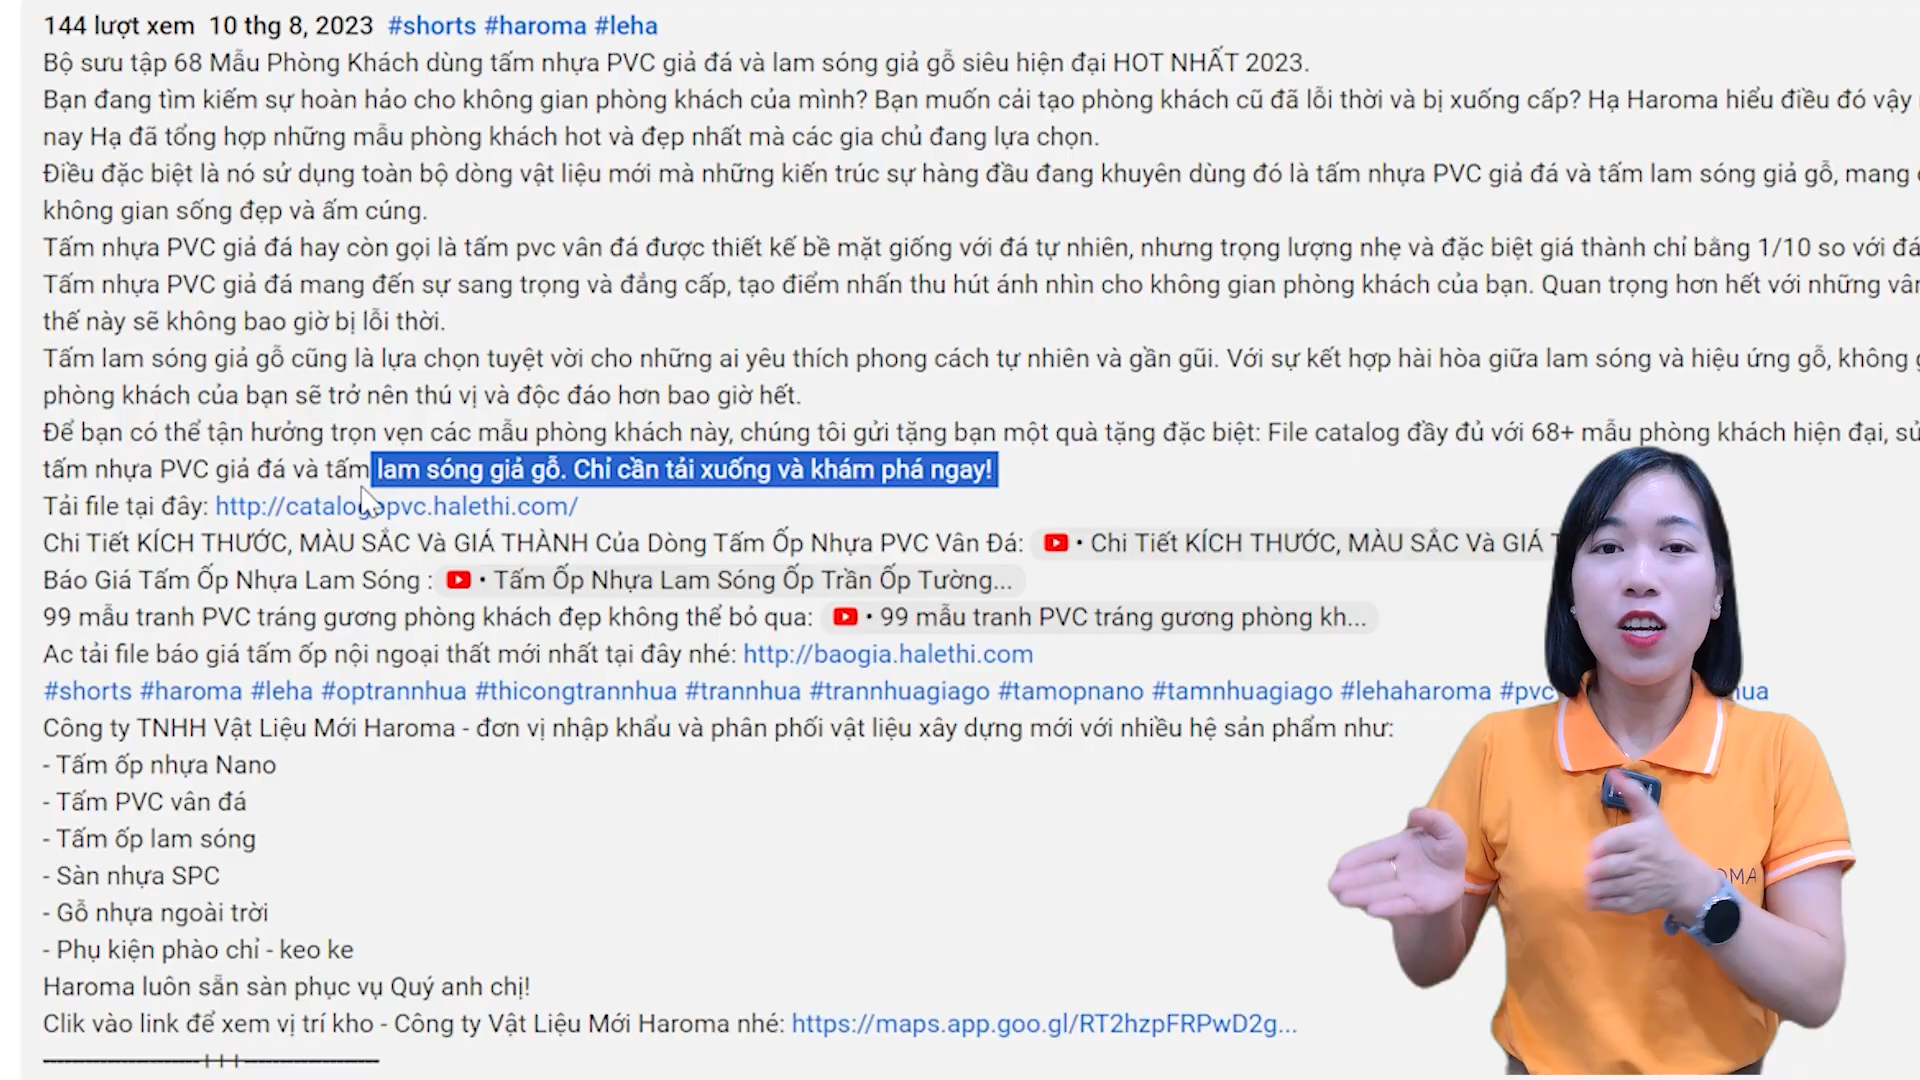 144 lượt xem 10 thg 8, 2023 #shorts #haroma #leha
Bộ sưu tập 68 Mẫu Phòng Khách dùng tấm nhựa PVC giả đá và lam sóng giả gỗ siêu hiện đại HOT NHẤT 2023.
Bạn đang tìm kiếm sự hoàn hảo cho không gian phòng khách của mình? Bạn muốn cải tạo phòng khách cũ đã lỗi thời và bị xuống cấp? Hạ Haroma hiểu điều đó vậy
nay Hạ đã tổng hợp những mẫu phòng khách hot và đẹp nhất mà các gia chủ đang lựa chọn.
Điều đặc biệt là nó sử dụng toàn bộ dòng vật liệu mới mà những kiến trúc sự hàng đầu đang khuyên dùng đó là tấm nhựa PVC giả đá và tấm lam sóng giả gỗ, mang
không gian sống đẹp và ấm cúng.
Tấm nhựa PVC giả đá hay còn gọi là tấm pvc vân đá được thiết kế bề mặt giống với đá tự nhiên, nhưng trọng lượng nhẹ và đặc biệt giá thành chỉ bằng 1/10 so với đá
Tấm nhựa PVC giả đá mang đến sự sang trọng và đẳng cấp, tạo điểm nhấn thu hút ánh nhìn cho không gian phòng khách của bạn. Quan trọng hơn hết với những vân
thế này sẽ không bao giờ bị lỗi thời.
Tấm lam sóng giả gỗ cũng là lựa chọn tuyệt vời cho những ai yêu thích phong cách tự nhiên và gần gũi. Với sự kết hợp hài hòa giữa lam sóng và hiệu ứng gỗ, không
phòng khách của bạn sẽ trở nên thú vị và độc đáo hơn bao giờ hết.
Để bạn có thể tận hưởng trọn vẹn các mẫu phòng khách này, chúng tôi gửi tặng bạn một quà tặng đặc biệt: File catalog đầy đủ với 68+ mẫu phòng khách hiện đại, sử
tấm nhựa PVC giả đá và tấm lam sóng giả gỗ. Chỉ cần tải xuống và khám phá ngay!
Tải file tại đây: http://catalogopvc.halethi.com/
Chi Tiết KÍCH THƯỚC, MÀU SẮC Và GIÁ THÀNH Của Dòng Tấm Ốp Nhựa PVC Vân Đá: • Chi Tiết KÍCH THƯỚC, MÀU SẮC Và GIÁ
Báo Giá Tấm Ốp Nhựa Lam Sóng : • Tấm Ốp Nhựa Lam Sóng Ốp Trần Ốp Tường...
99 mẫu tranh PVC tráng gương phòng khách đẹp không thể bỏ qua: • 99 mẫu tranh PVC tráng gương phòng kh...
Ac tải file báo giá tấm ốp nội ngoại thất mới nhất tại đây nhé: http://baogia.halethi.com
#shorts #haroma #leha #optrannhua #thicongtrannhua #trannhua #trannhuagiago #tamopnano #tamnhuagiago #lehaharoma #pvc
Công ty TNHH Vật Liệu Mới Haroma - đơn vị nhập khẩu và phân phối vật liệu xây dựng mới với nhiều hệ sản phẩm như:
- Tấm ốp nhựa Nano
- Tấm PVC vân đá
- Tấm ốp lam sóng
- Sàn nhựa SPC
- Gỗ nhựa ngoài trời
- Phụ kiện phào chỉ - keo ke
Haroma luôn sẵn sàng phục vụ Quý anh chị!
Clik vào link để xem vị trí kho - Công ty Vật Liệu Mới Haroma nhé: https://maps.app.goo.gl/RT2hzpFRPwD2g...